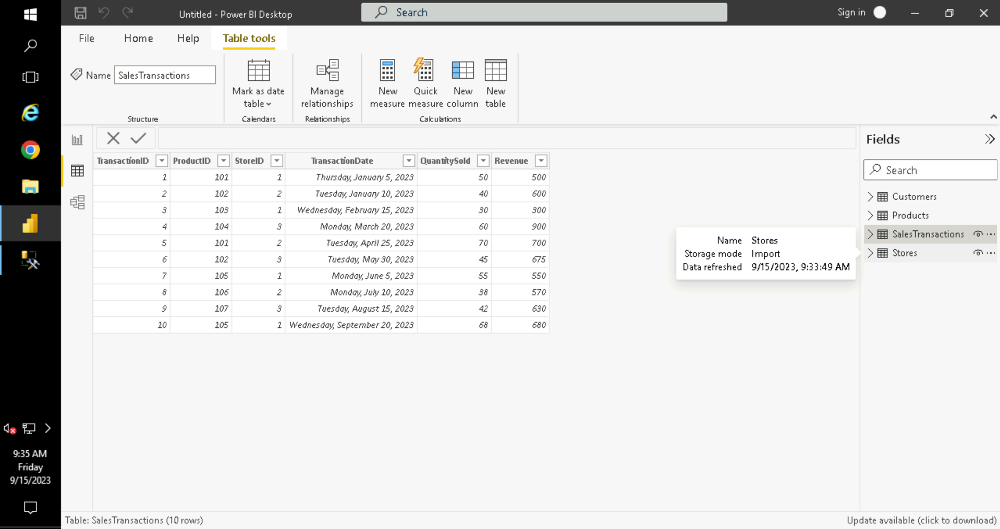 Untitled - Power BI Desktop
Search
Sign in
File
Home
Help
Table tools
Name
SalesTransactions
Structure
Mark as date
table
Calendars
Manage
relationships
Relationships
New
measure
Quick
measure
New
column
New
table
Calculations
TransactionID ProductID StoreID TransactionDate QuantitySold Revenue
1 101 1 Thursday, January 5, 2023 50 500
2 102 2 Tuesday, January 10, 2023 40 600
3 103 1 Wednesday, February 15, 2023 30 300
4 104 3 Monday, March 20, 2023 60 900
5 101 2 Tuesday, April 25, 2023 70 700
6 102 3 Tuesday, May 30, 2023 45 675
7 105 1 Monday, June 5, 2023 55 550
8 106 2 Monday, July 10, 2023 38 570
9 107 3 Tuesday, August 15, 2023 42 630
10 105 1 Wednesday, September 20, 2023 68 680
Name Stores
Storage mode Import
Data refreshed 9/15/2023, 9:33:49 AM
Fields
Search
Customers
Products
SalesTransactions
Stores
9:35 AM
Friday
9/15/2023
Table: SalesTransactions (10 rows)
Update available (click to download)